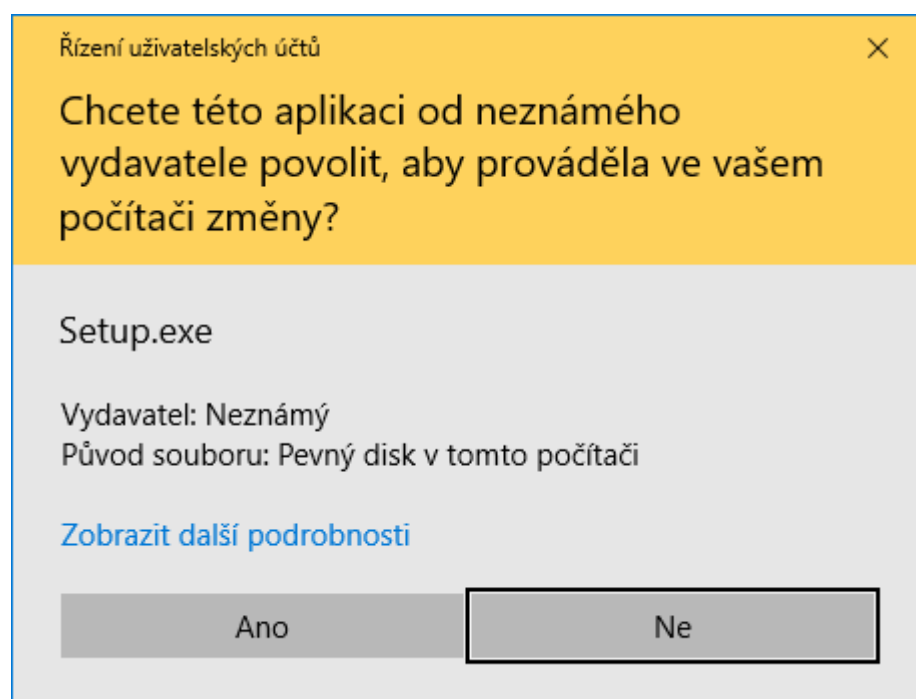 Řízení uživatelských účtů
Chcete této aplikaci od neznámého
vydavatele povolit, aby prováděla ve vašem
počítači změny?
Setup.exe
Vydavatel: Neznámý
Původ souboru: Pevný disk v tomto počítači
Zobrazit další podrobnosti
Ano
Ne